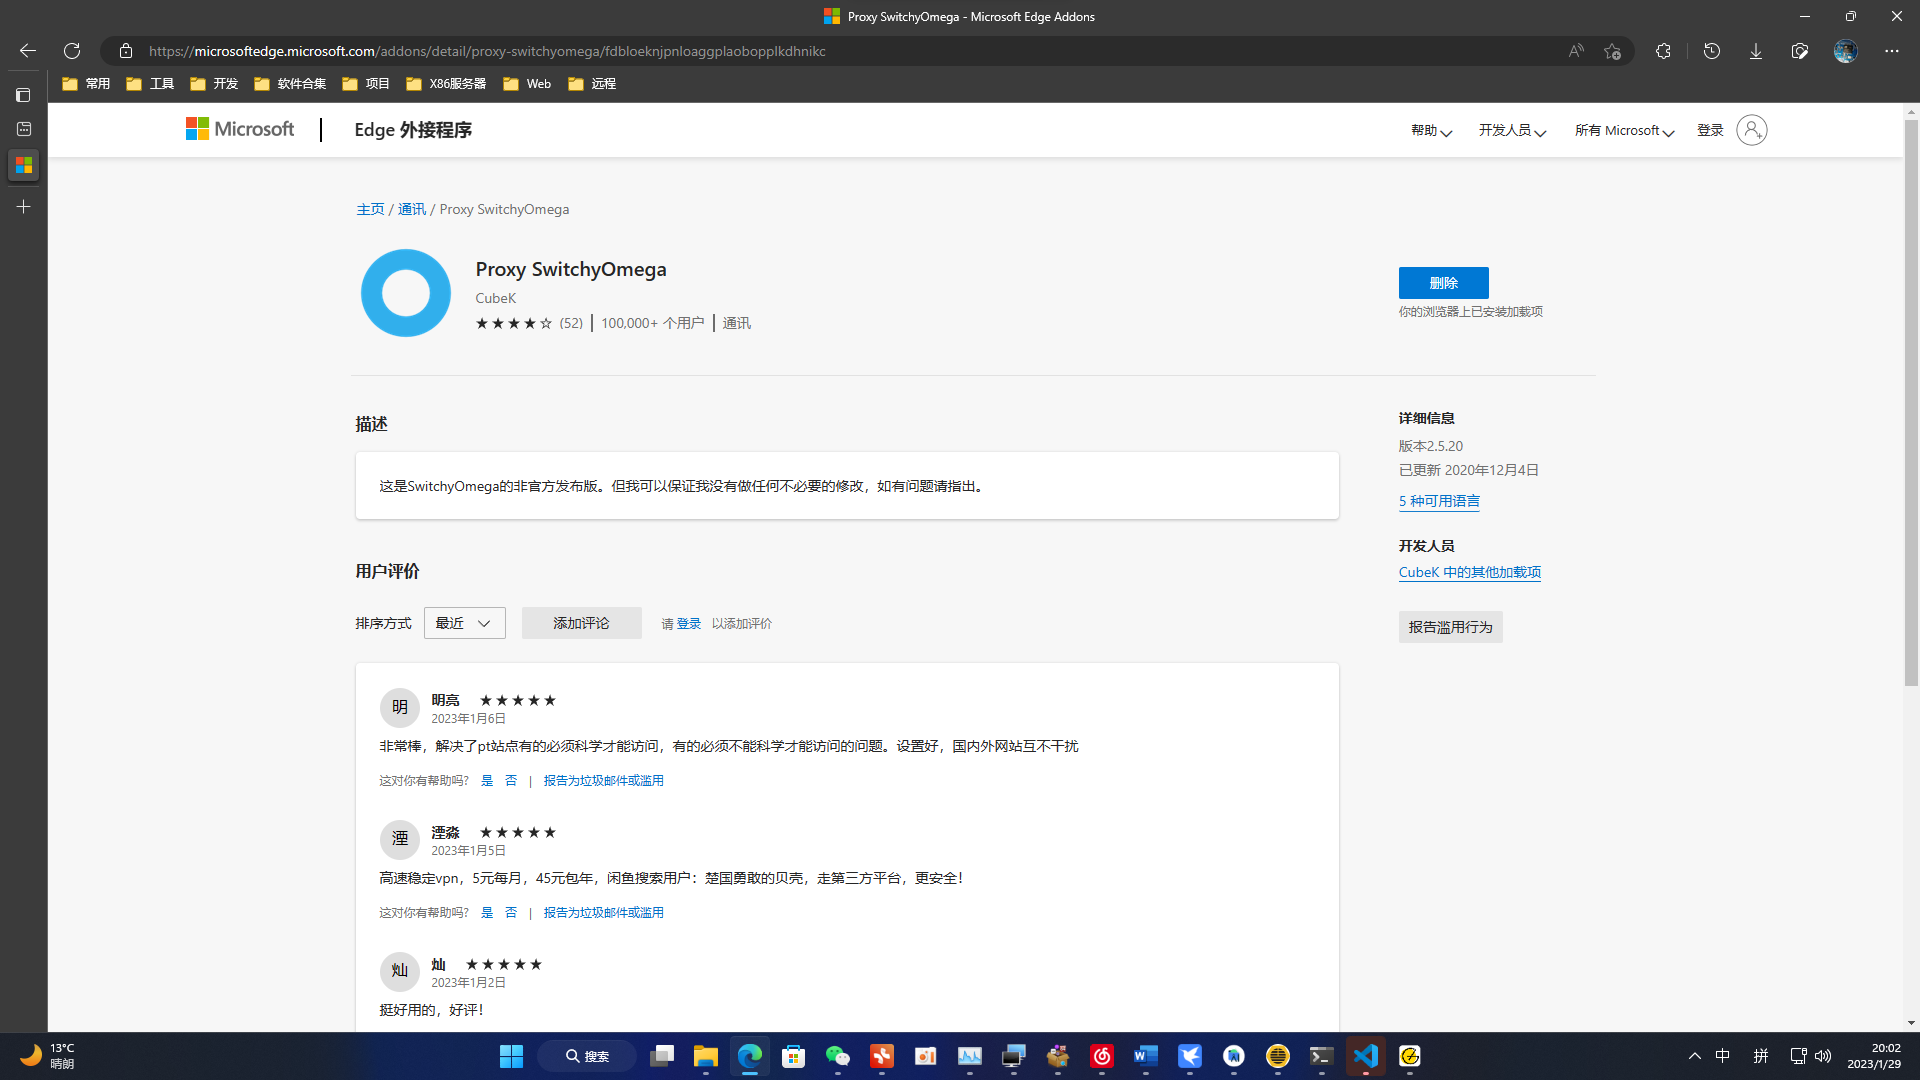 Proxy SwitchyOmega - Microsoft Edge Addons
https://microsoftedge.microsoft.com/addons/detail/proxy-switchyomega/fdbloeknjpnloaggplaobopplkdhnikc
常用 工具 开发 软件合集 项目 X86服务器 Web 远程
Microsoft Edge 外接程序 帮助 开发人员 所有 Microsoft 登录
主页 / 通讯 / Proxy SwitchyOmega
Proxy SwitchyOmega
CubeK
★★★★☆ (52) | 100,000+ 个用户 | 通讯
删除
你的浏览器上已安装加载项
描述
这是SwitchyOmega的非官方发布版。但我可以保证我没有做任何不必要的修改，如有问题请指出。
详细信息
版本2.5.20
已更新 2020年12月4日
5 种可用语言
开发人员
CubeK 中的其他加载项
报告滥用行为
用户评价
排序方式 最近 添加评论 请 登录 以添加评价
明 明亮 ★★★★★
2023年1月6日
非常棒，解决了pt站点有的必须科学才能访问，有的必须不能科学才能访问的问题。设置好，国内外网站互不干扰
这对你有帮助吗? 是 否 | 报告为垃圾邮件或滥用
湮 湮淼 ★★★★★
2023年1月5日
高速稳定vpn，5元每月，45元包年，闲鱼搜索用户：楚国勇敢的贝壳，走第三方平台，更安全！
这对你有帮助吗? 是 否 | 报告为垃圾邮件或滥用
灿 灿 ★★★★★
2023年1月2日
挺好用的，好评！
13°C
晴朗
搜索
中 拼
20:02
2023/1/29